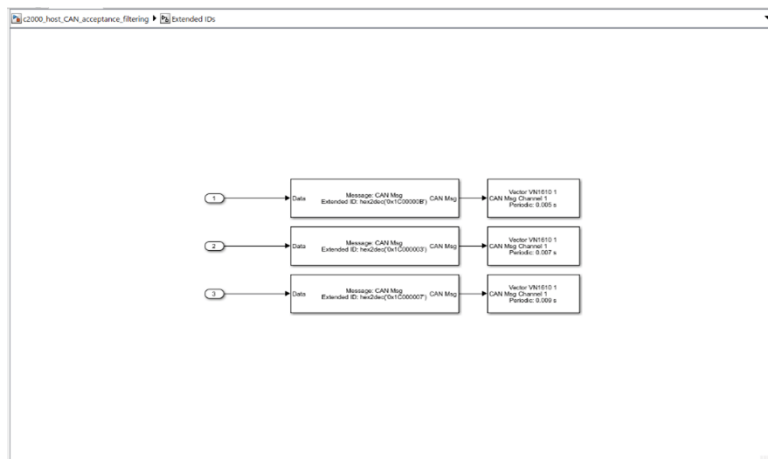 c2000_host_CAN_acceptance_filtering Extended IDs
1
Data
Message: CAN Msg
Extended ID: hex2dec('0x1C00000B')
CAN Msg
Vector VN1610 1
CAN Msg Channel 1
Periodic: 0.005 s
2
Data
Message: CAN Msg
Extended ID: hex2dec('0x1C000003')
CAN Msg
Vector VN1610 1
CAN Msg Channel 1
Periodic: 0.007 s
3
Data
Message: CAN Msg
Extended ID: hex2dec('0x1C000007')
CAN Msg
Vector VN1610 1
CAN Msg Channel 1
Periodic: 0.009 s